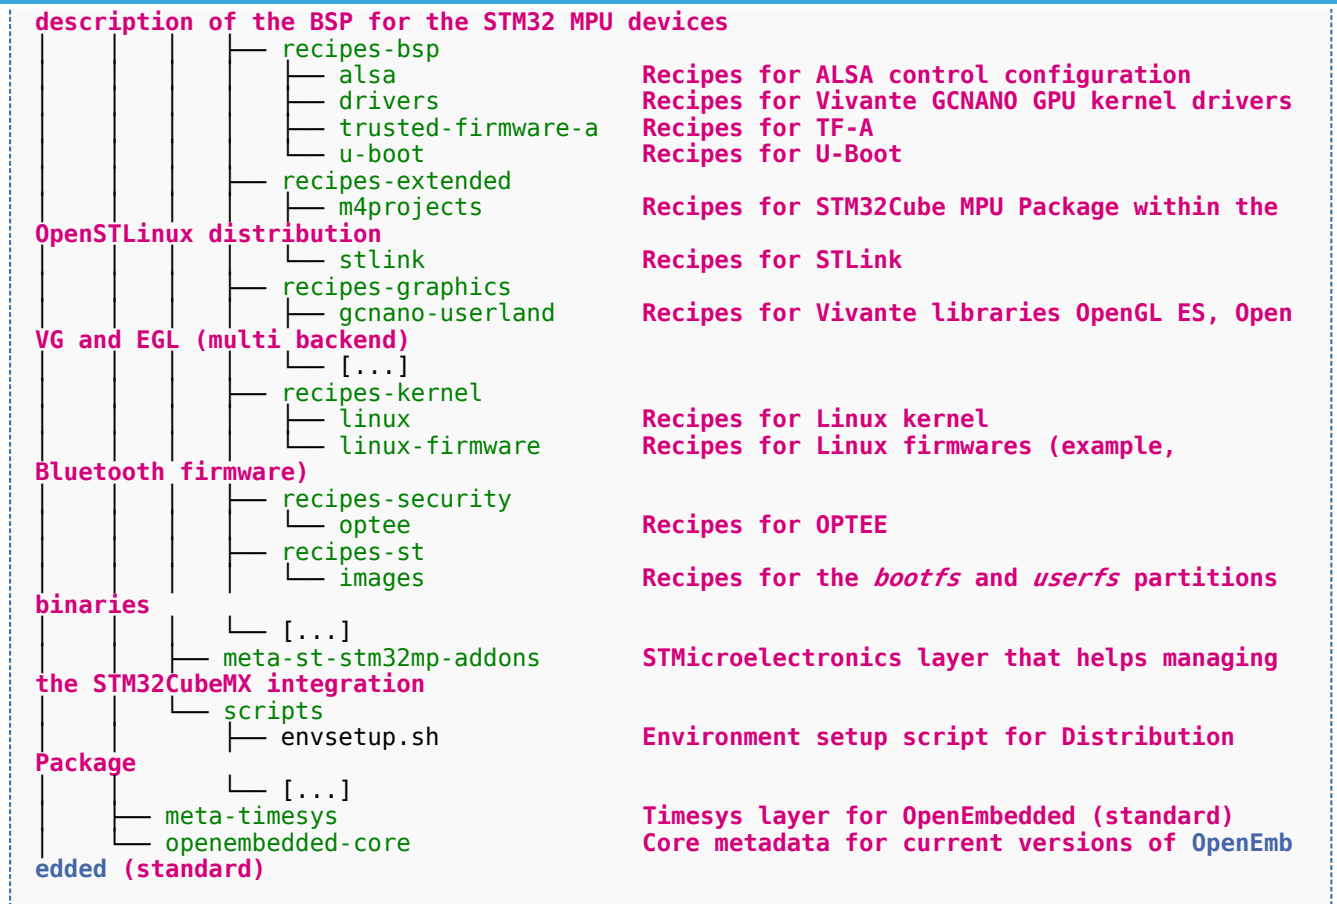 description of the BSP for the STM32 MPU devices
│    │   │   ├── recipes-bsp
│    │   │   │   ├── alsa                 Recipes for ALSA control configuration
│    │   │   │   ├── drivers              Recipes for Vivante GCNANO GPU kernel drivers
│    │   │   │   ├── trusted-firmware-a   Recipes for TF-A
│    │   │   │   └── u-boot               Recipes for U-Boot
│    │   │   ├── recipes-extended
│    │   │   │   ├── m4projects           Recipes for STM32Cube MPU Package within the
OpenSTLinux distribution
│    │   │   │   └── stlink               Recipes for STLink
│    │   │   ├── recipes-graphics
│    │   │   │   ├── gcnano-userland      Recipes for Vivante libraries OpenGL ES, Open
VG and EGL (multi backend)
│    │   │   │   └── [...]
│    │   │   ├── recipes-kernel
│    │   │   │   ├── linux                Recipes for Linux kernel
│    │   │   │   └── linux-firmware       Recipes for Linux firmwares (example,
Bluetooth firmware)
│    │   │   ├── recipes-security
│    │   │   │   └── optee                Recipes for OPTEE
│    │   │   ├── recipes-st
│    │   │   │   └── images               Recipes for the bootfs and userfs partitions
binaries
│    │   │   └── [...]
│    │   ├── meta-st-stm32mp-addons       STMicroelectronics layer that helps managing
the STM32CubeMX integration
│    │   └── scripts
│    │       ├── envsetup.sh              Environment setup script for Distribution
Package
│    │       └── [...]
│    ├── meta-timesys                     Timesys layer for OpenEmbedded (standard)
│    └── openembedded-core                Core metadata for current versions of OpenEmb
edded (standard)